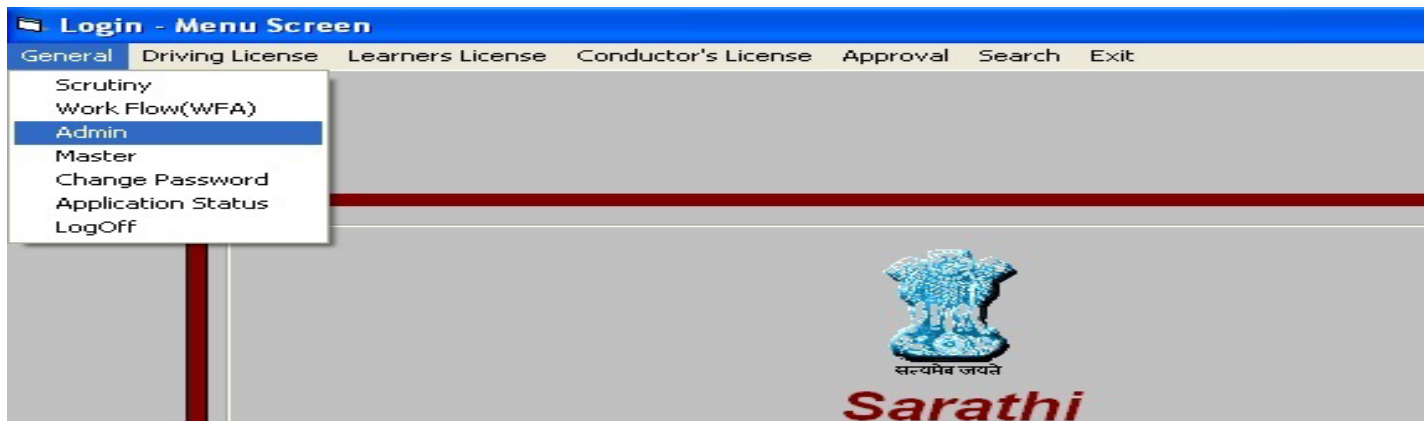 Login - Menu Screen
General Driving License Learners License Conductor's License Approval Search Exit
Scrutiny
Work Flow(WFA)
Admin
Master
Change Password
Application Status
LogOff
सत्यमेव जयते
Sarathi